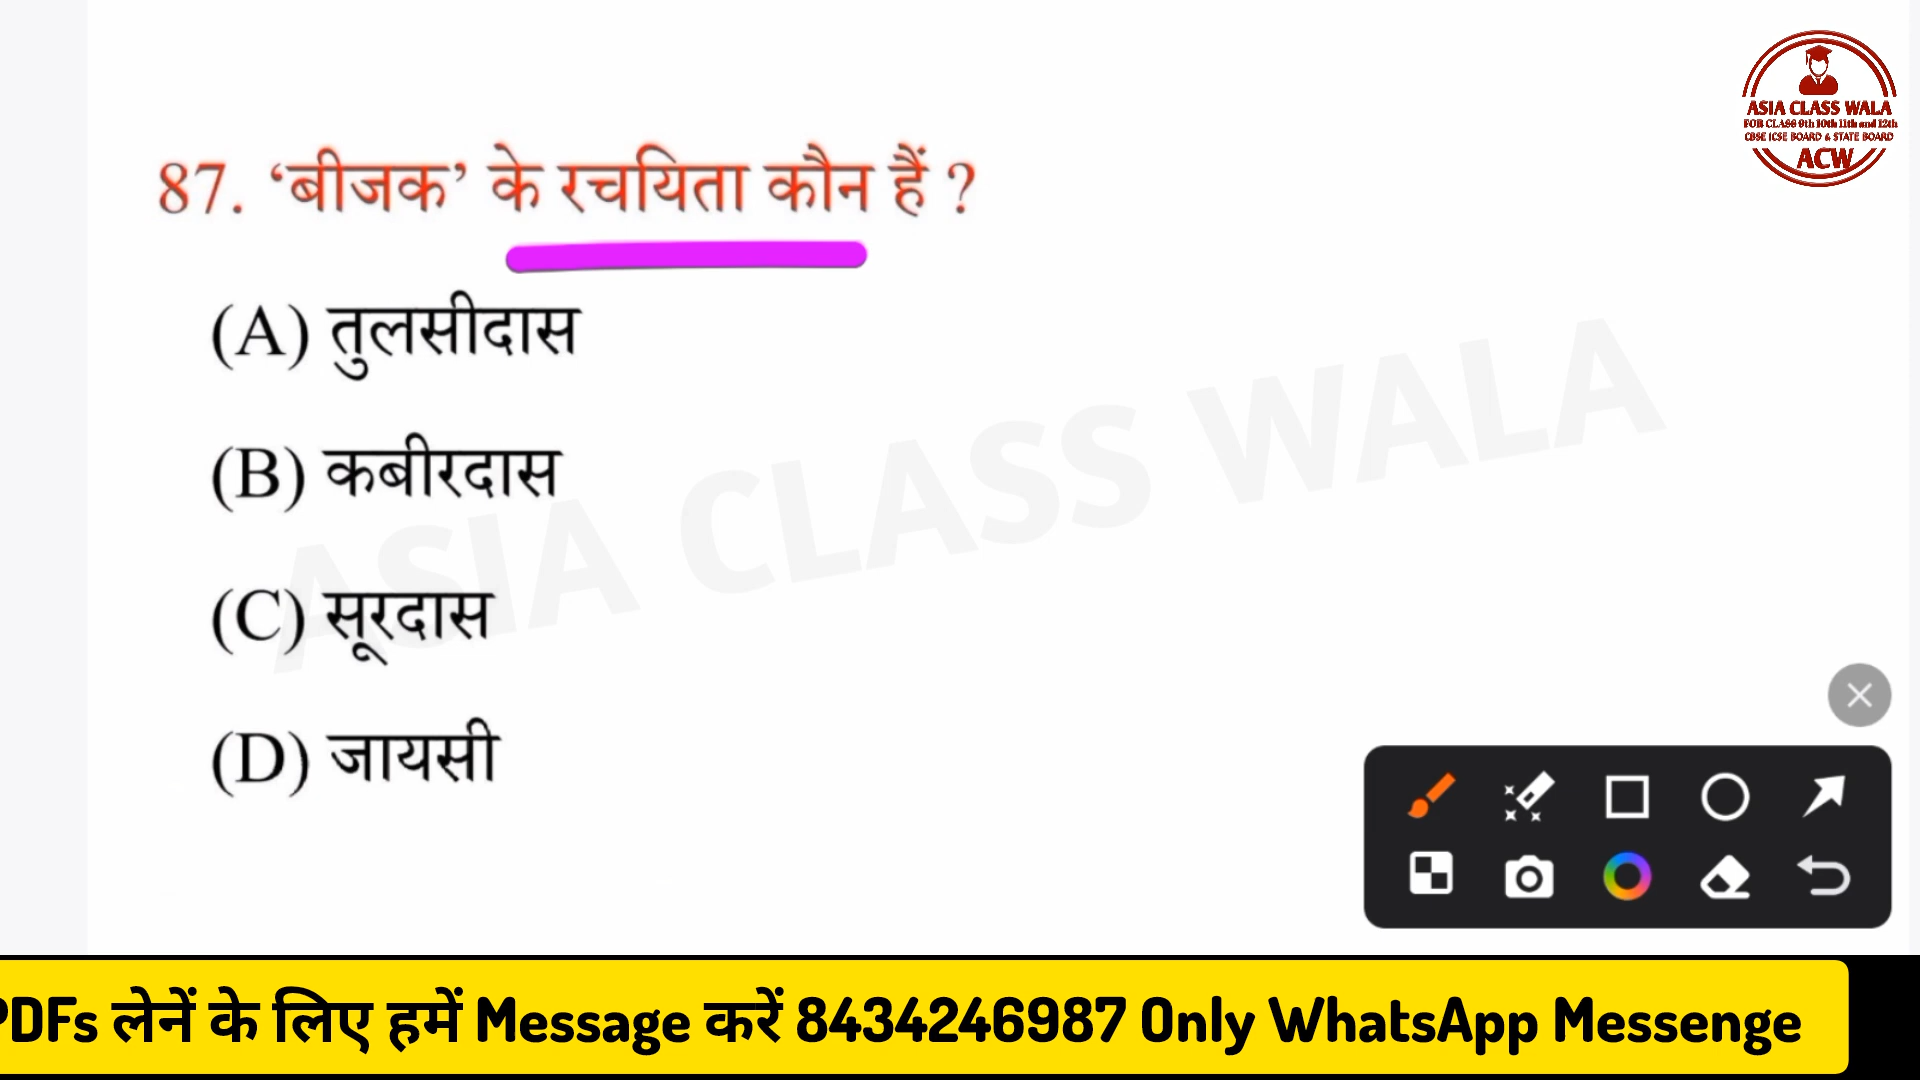 ASIA CLASS WALA
FOR CLASS 9th 10th 11th and 12th
CBSE ICSE BOARD & STATE BOARD
ACW
87. ‘बीजक’ के रचयिता कौन हैं ?
(A) तुलसीदास
(B) कबीरदास
(C) सूरदास
(D) जायसी
ASIA CLASS WALA
PDFs लेनें के लिए हमें Message करें 8434246987 Only WhatsApp Messenge